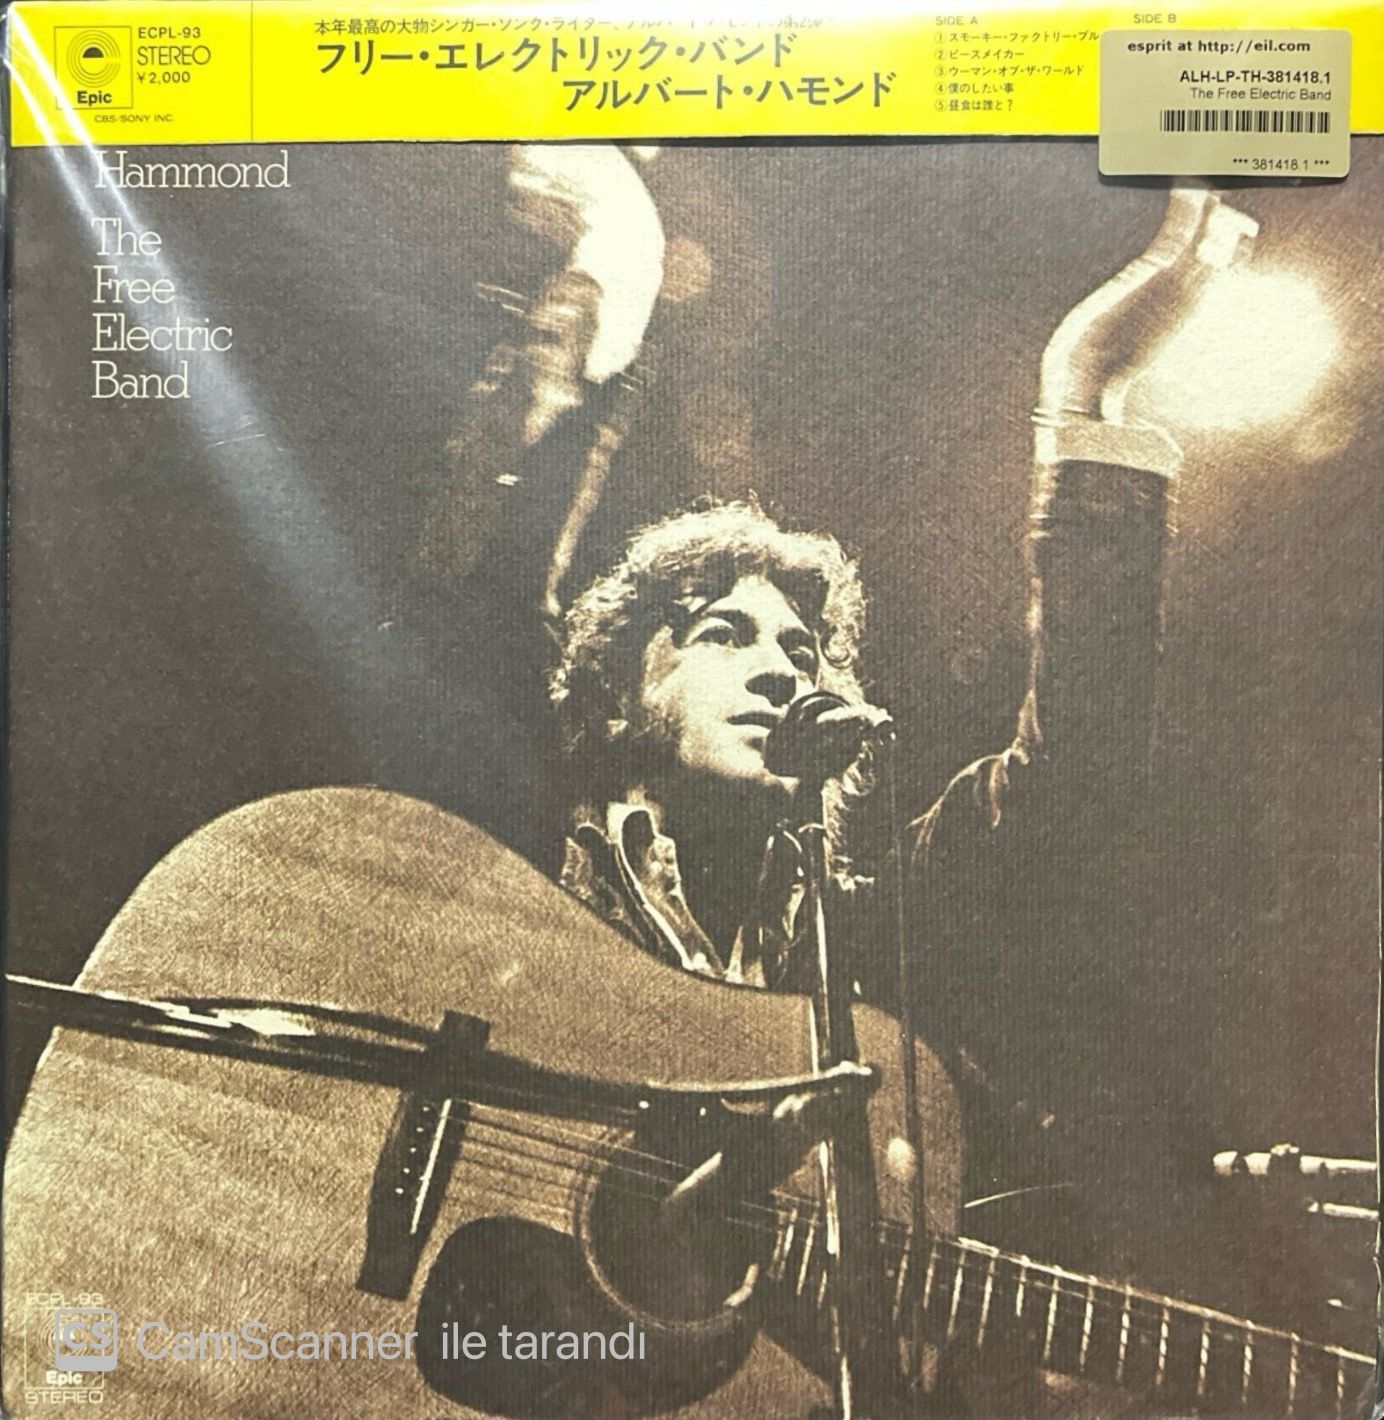 ECPL-93
STEREO
¥2,000
Epic
CBS/SONY INC.
本年最高の大物シンガー・ソング・ライター、アルバート・
フリー・エレクトリック・バンド
アルバート・ハモンド
SIDE A
①スモーキー・ファクトリー・ブル
②ピースメイカー
③ウーマン・オブ・ザ・ワールド
④僕のしたい事
⑤昼食は誰と？
SIDE B
esprit at http://eil.com
ALH-LP-TH-381418.1
The Free Electric Band
*** 381418.1 ***
Hammond
The
Free
Electric
Band
ECPL-93
Epic
STEREO
CS CamScanner ile tarandı